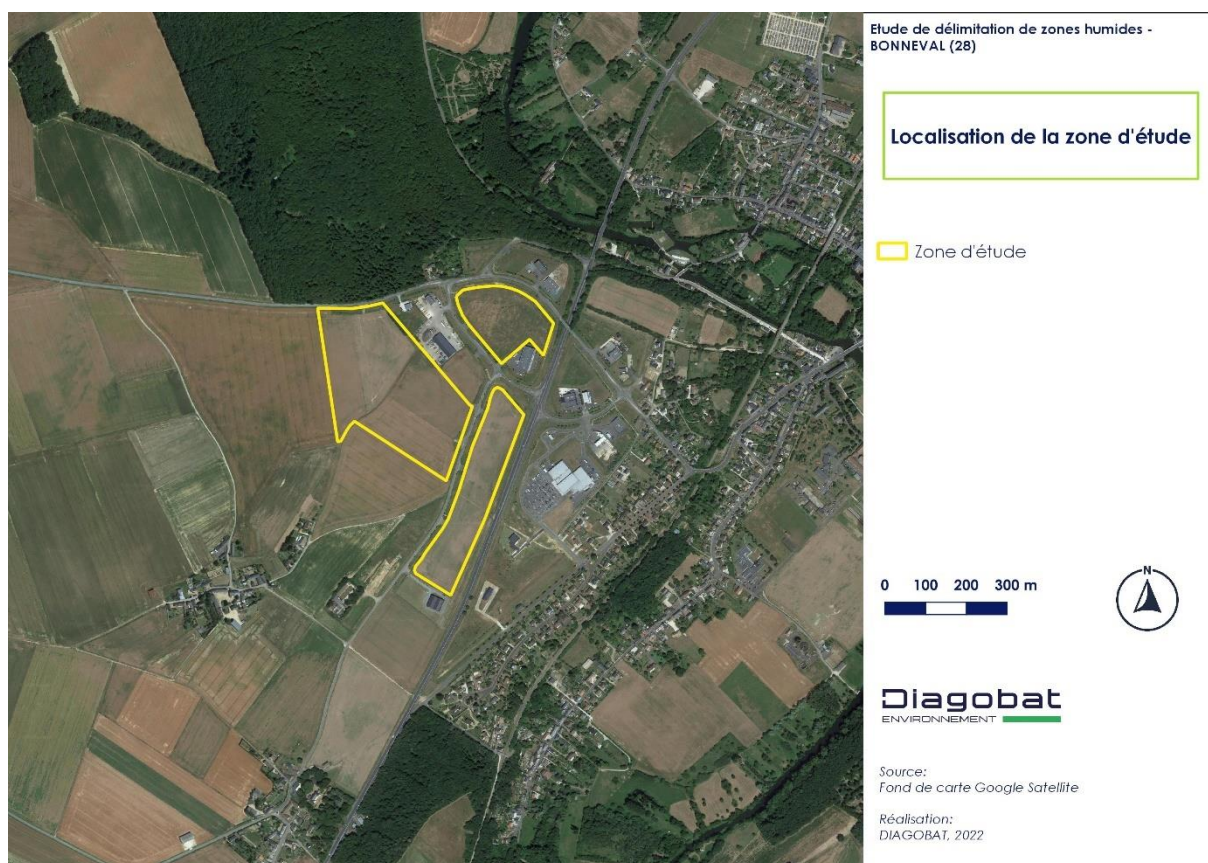 Etude de délimitation de zones humides -
BONNEVAL (28)
Localisation de la zone d'étude
Zone d'étude
0 100 200 300 m
N
Diagobat
ENVIRONNEMENT
Source:
Fond de carte Google Satellite
Réalisation:
DIAGOBAT, 2022